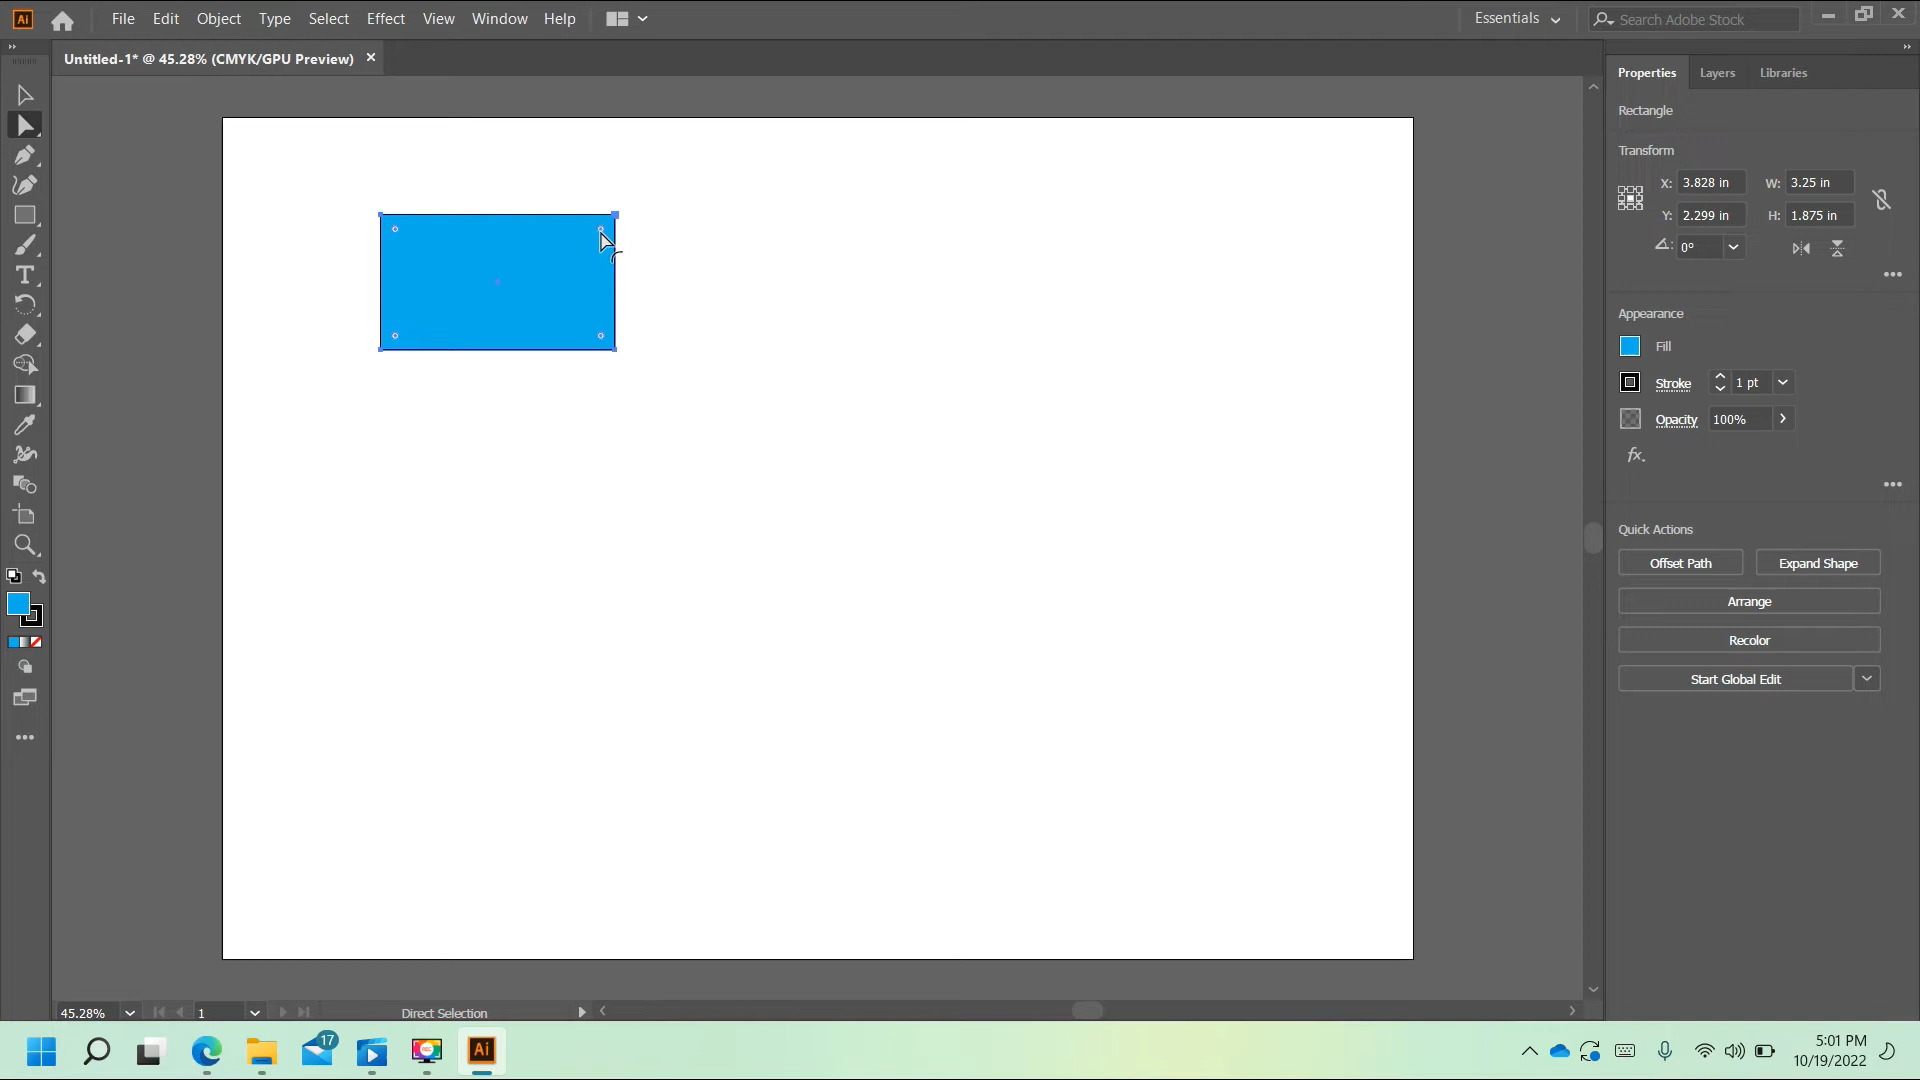 Ai File Edit Object Type Select Effect View Window Help Essentials Search Adobe Stock
Untitled-1* @ 45.28% (CMYK/GPU Preview)
Properties Layers Libraries
Rectangle
Transform
X: 3.828 in W: 3.25 in
Y: 2.299 in H: 1.875 in
0°
Appearance
Fill
Stroke 1 pt
Opacity 100%
fx.
Quick Actions
Offset Path Expand Shape
Arrange
Recolor
Start Global Edit
45.28% 1 Direct Selection
17
Ai
5:01 PM
10/19/2022